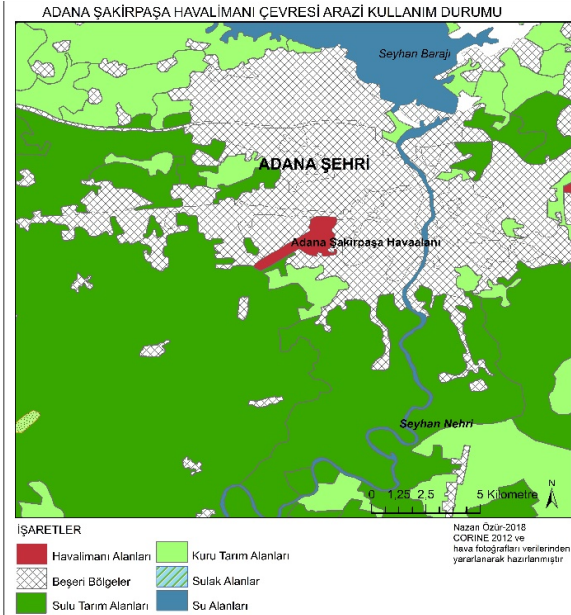 ADANA ŞAKİRPAŞA HAVALİMANI ÇEVRESİ ARAZİ KULLANIM DURUMU
Seyhan Barajı
ADANA ŞEHRİ
Adana Şakirpaşa Havaalanı
Seyhan Nehri
N
0 1,25 2,5 5 Kilometre
İŞARETLER
Havalimanı Alanları
Beşeri Bölgeler
Sulu Tarım Alanları
Kuru Tarım Alanları
Sulak Alanlar
Su Alanları
Nazan Özür-2018
CORINE 2012 ve
hava fotoğrafları verilerinden
yararlanarak hazırlanmıştır